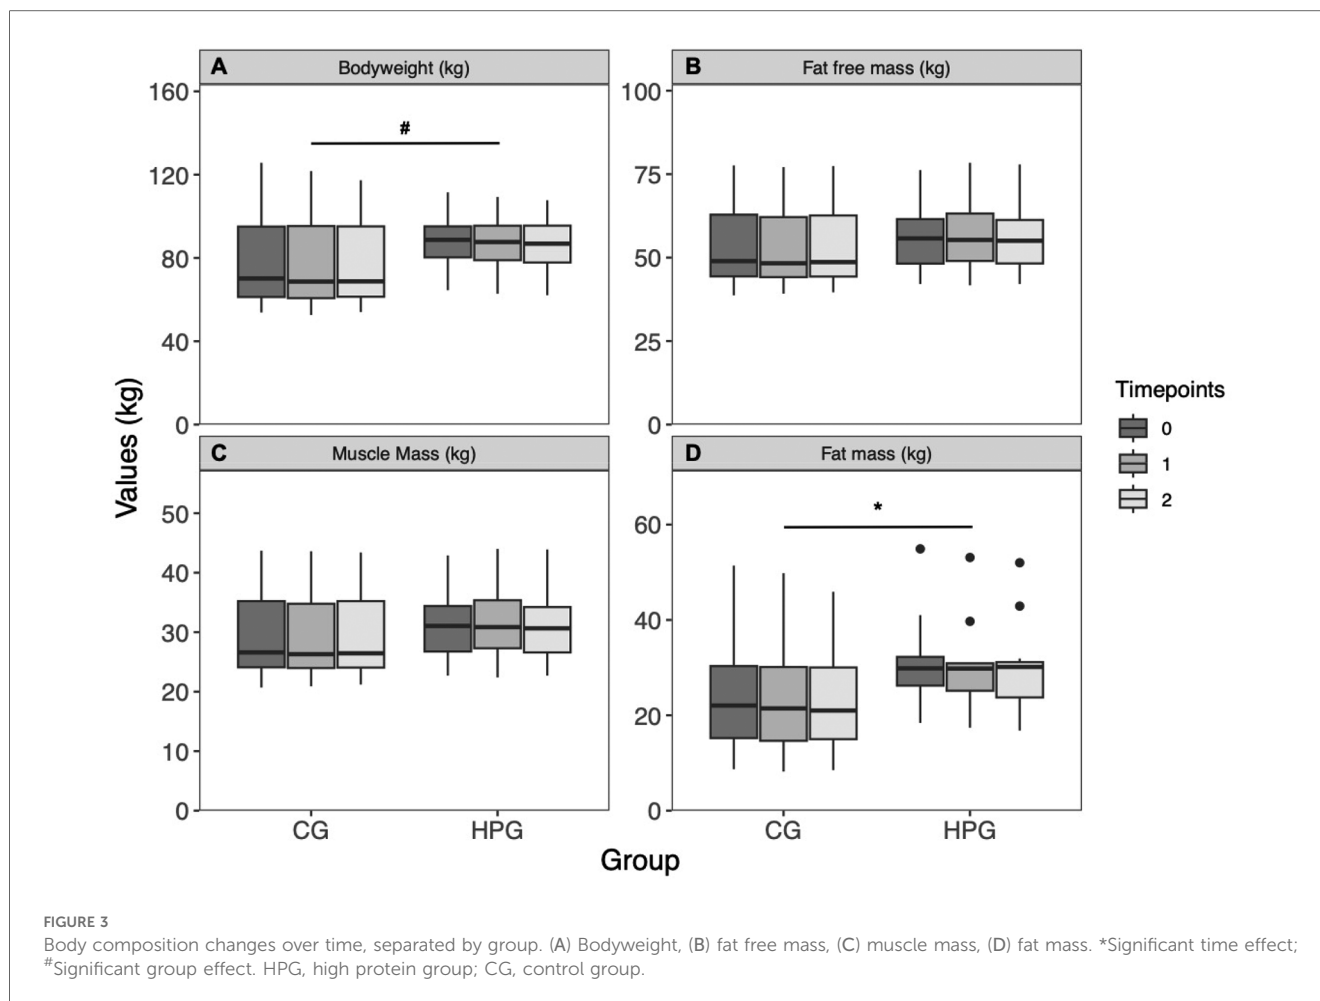 A Bodyweight (kg)
160
120
80
40
0
#
B Fat free mass (kg)
100
75
50
25
0
Values (kg)
C Muscle Mass (kg)
50
40
30
20
10
0
CG HPG
D Fat mass (kg)
60
40
20
0
*
CG HPG
Group
Timepoints
0
1
2
FIGURE 3
Body composition changes over time, separated by group. (A) Bodyweight, (B) fat free mass, (C) muscle mass, (D) fat mass. *Significant time effect;
#Significant group effect. HPG, high protein group; CG, control group.